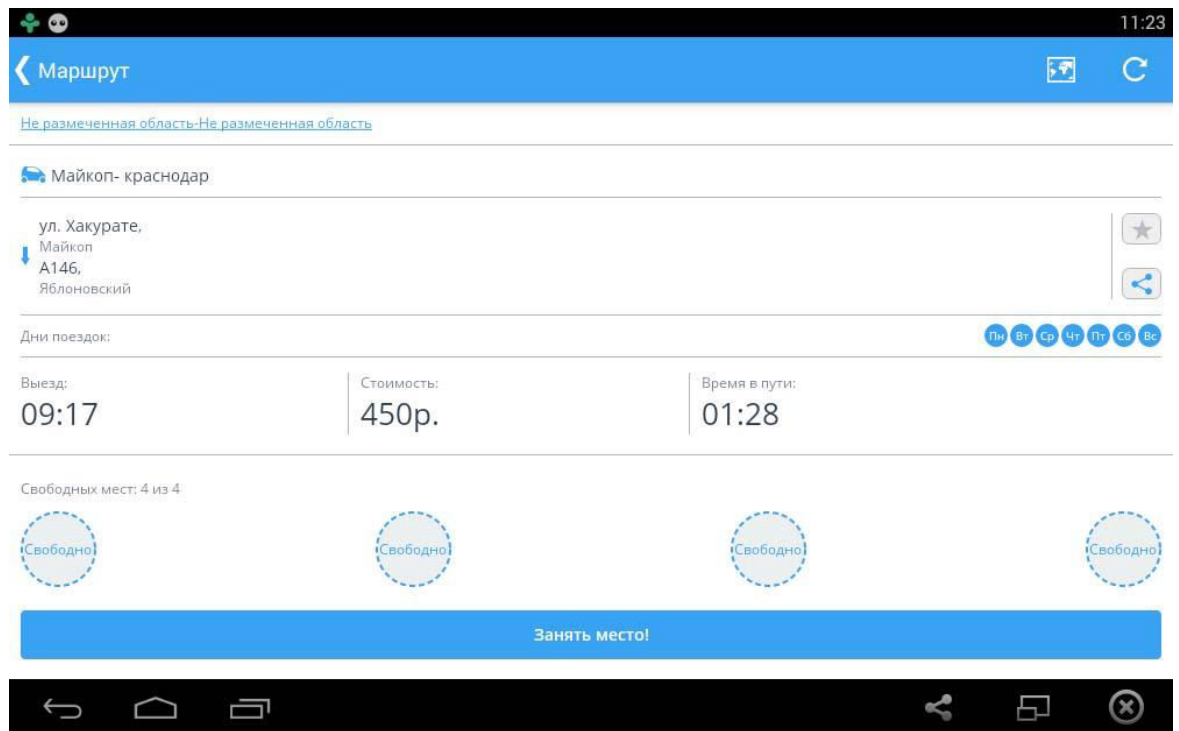 11:23
Маршрут
Не размеченная область-Не размеченная область
Майкоп- краснодар
ул. Хакурате,
Майкоп
А146,
Яблоновский
Дни поездок:
Пн Вт Ср Чт Пт Сб Вс
Выезд: Стоимость: Время в пути:
09:17 450р. 01:28
Свободных мест: 4 из 4
Свободно Свободно Свободно Свободно
Занять место!